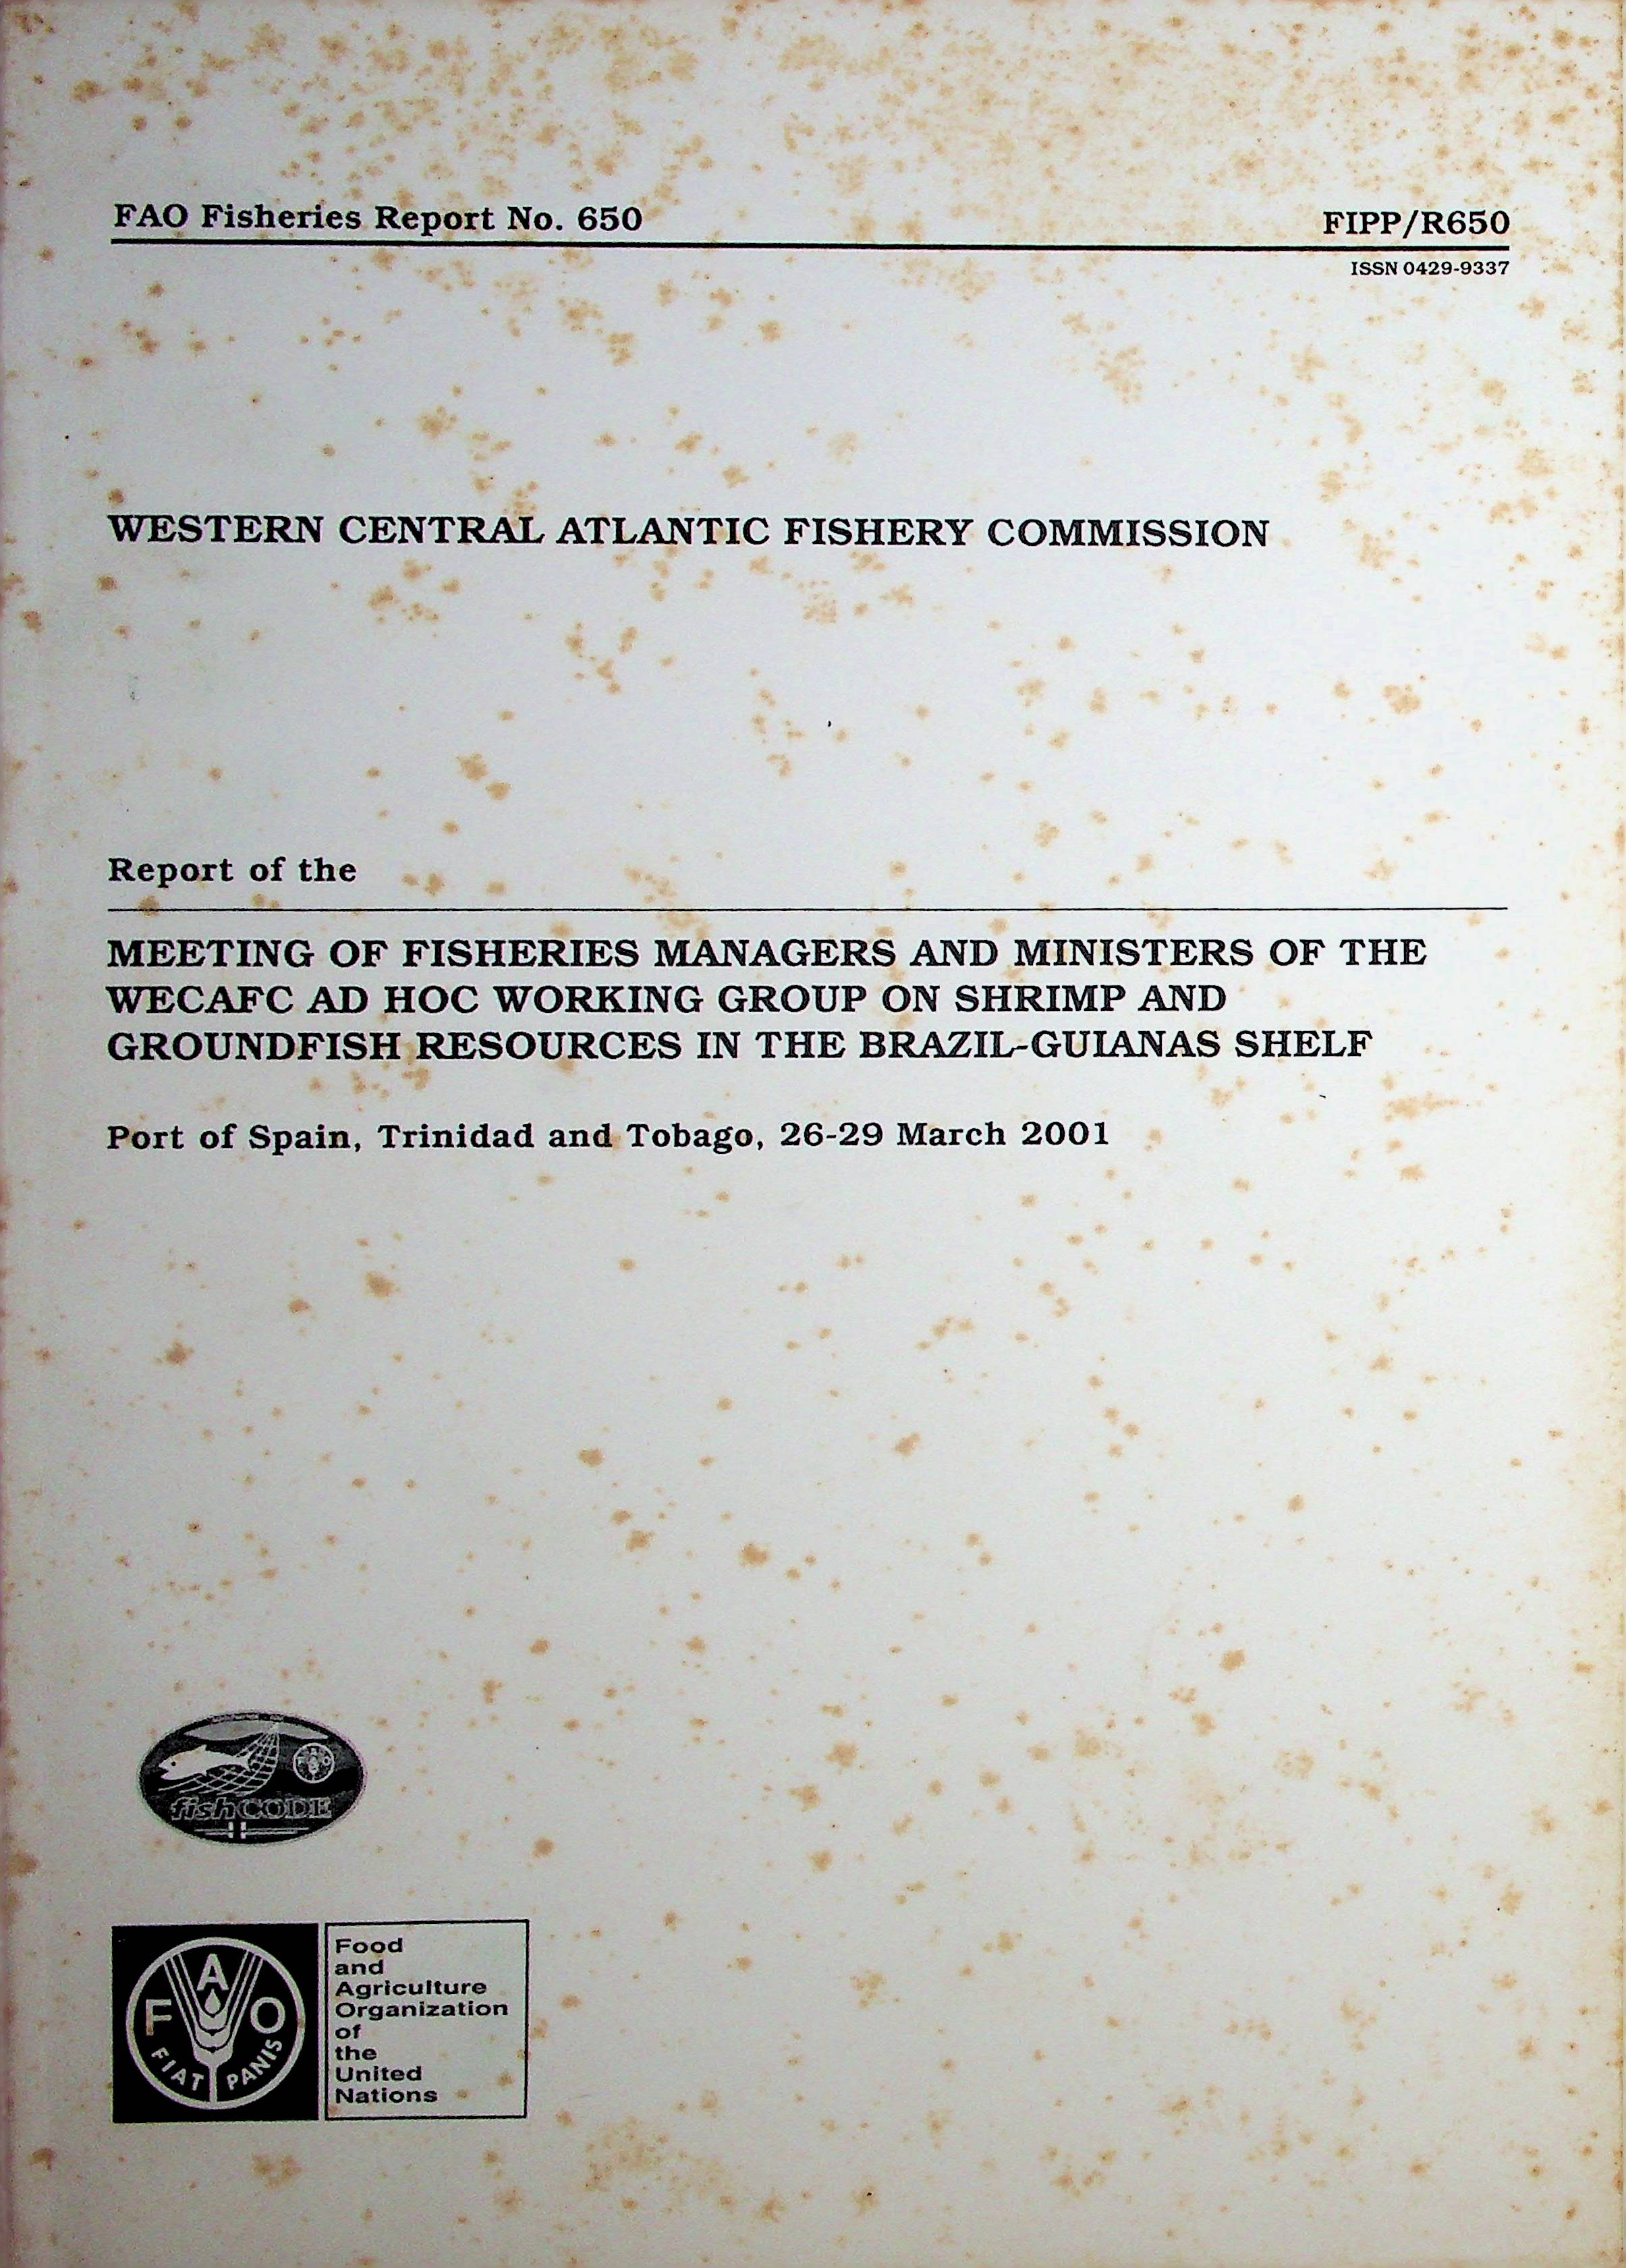 FAO Fisheries Report No. 650
FIPP/R650
ISSN 0429-9337
WESTERN CENTRAL ATLANTIC FISHERY COMMISSION
Report of the
MEETING OF FISHERIES MANAGERS AND MINISTERS OF THE
WECAFC AD HOC WORKING GROUP ON SHRIMP AND
GROUNDFISH RESOURCES IN THE BRAZIL-GUIANAS SHELF
Port of Spain, Trinidad and Tobago, 26-29 March 2001
fishCODE
F A O
FIAT PANIS
Food
and
Agriculture
Organization
of
the
United
Nations